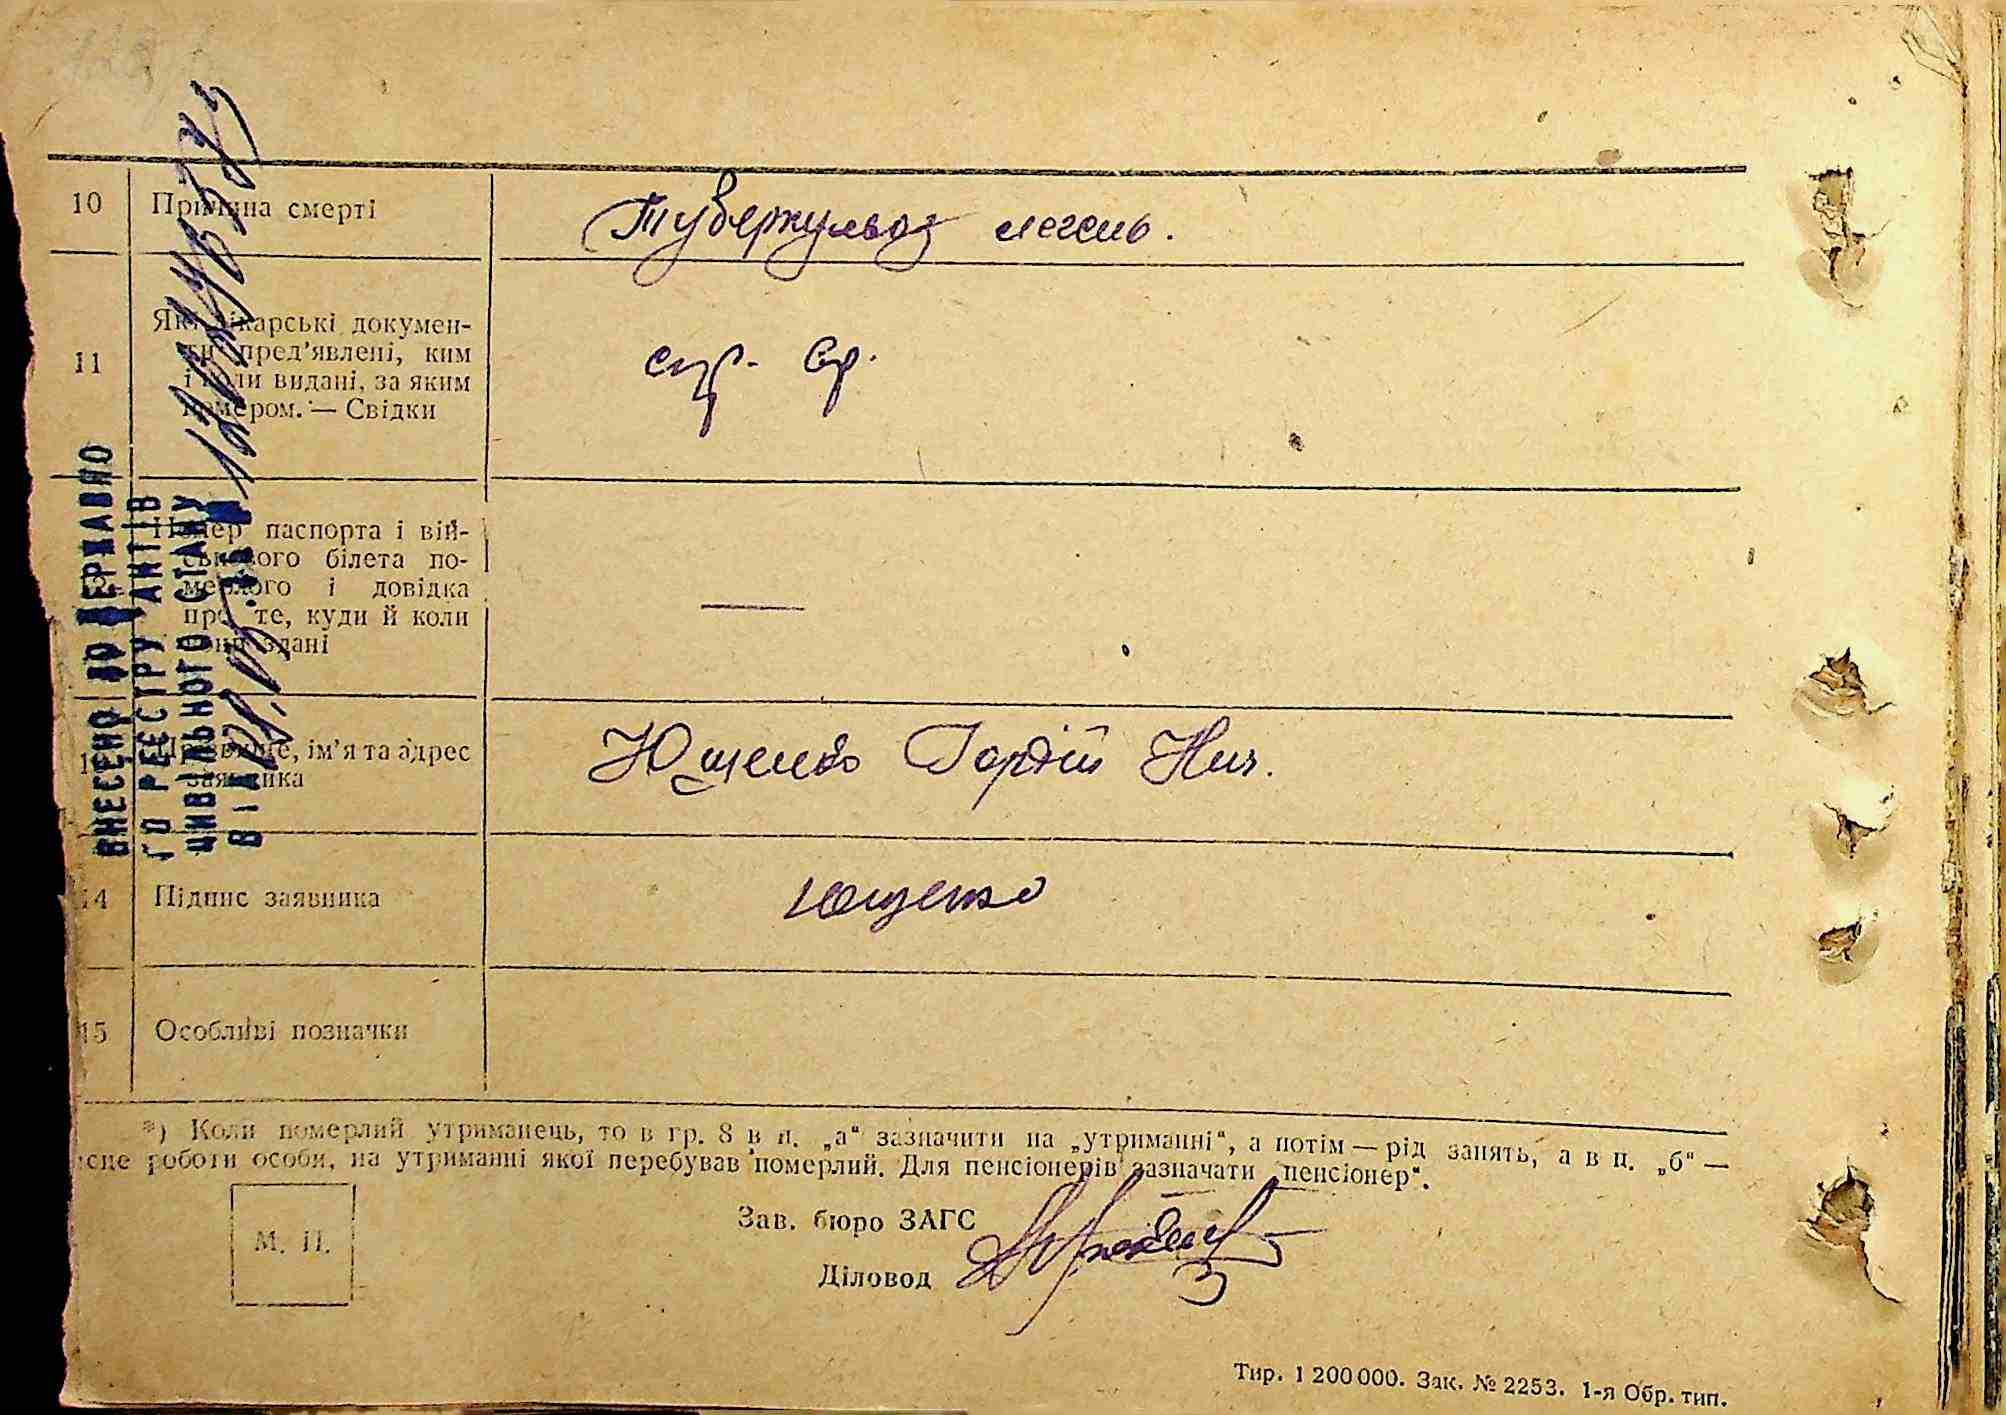 10 Причина смерті
Туберкульоз легень.
11 Які лікарські докумен-
ти пред'явлені, ким
і коли видані, за яким
номером. — Свідки
Номер паспорта і вій-
ськового білета по-
мерлого і довідка
про те, куди й коли
вони здані
—
Прізвище, ім'я та адрес
заявника
Ющенко Гордій Нич.
14 Підпис заявника
Ющенко
15 Особливі позначки
*) Коли померлий утриманець, то в гр. 8 в п. „а" зазначити на „утриманні", а потім — рід занять, а в п. „б" —
роботи особи, на утриманні якої перебував померлий. Для пенсіонерів зазначати „пенсіонер".
М. П.
Зав. бюро ЗАГС
Діловод
Тир. 1 200 000. Зак. № 2253. 1-я Обр. тип.
ВНЕСЕНО ДО ДЕРЖАВНО
ГО РЕЄСТРУ АКТІВ
ЦИВІЛЬНОГО СТАНУ
ВІД